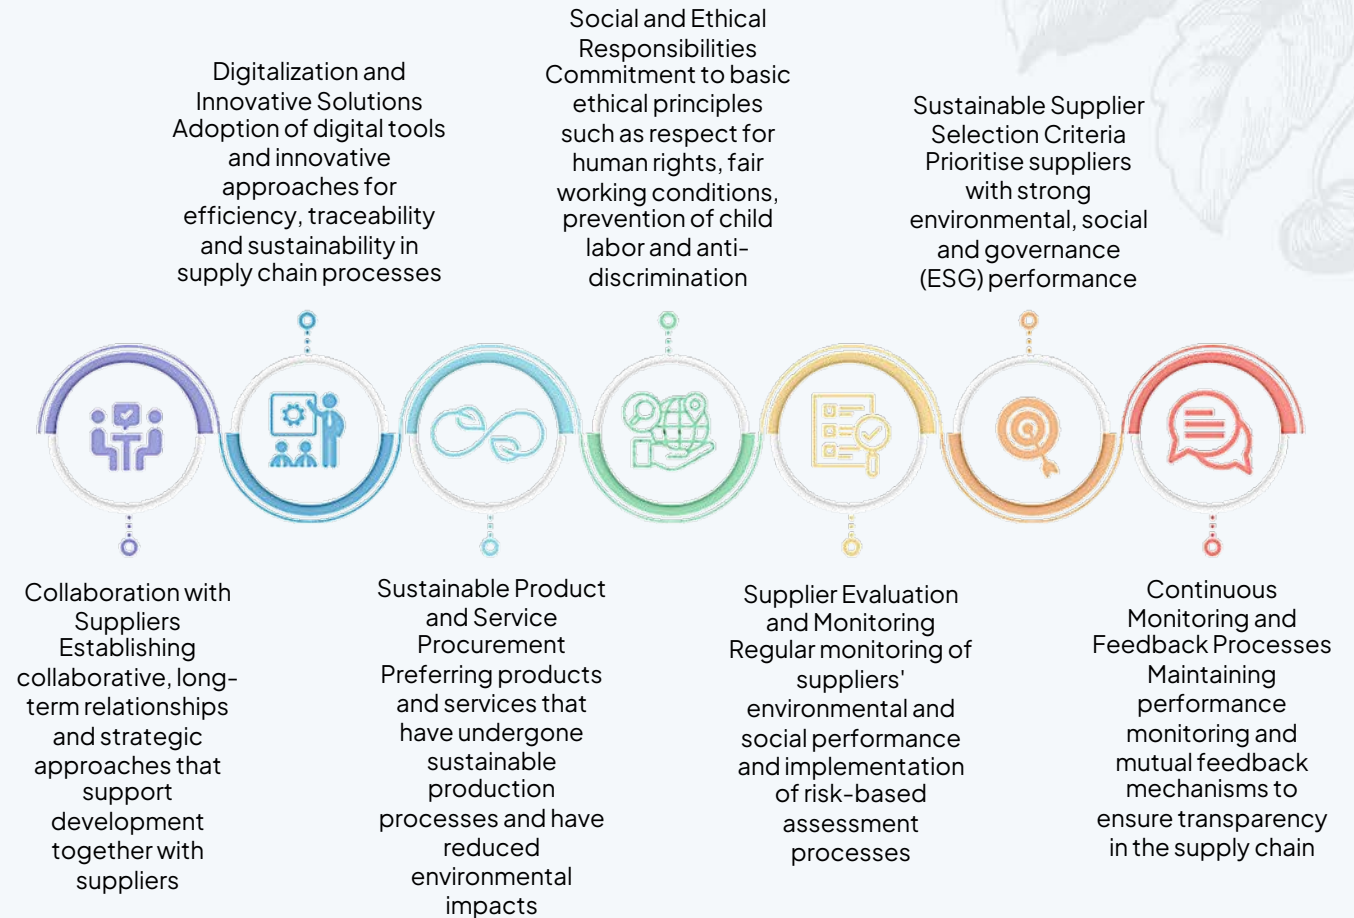 Collaboration with
Suppliers
Establishing
collaborative, long-
term relationships
and strategic
approaches that
support
development
together with
suppliers
Digitalization and
Innovative Solutions
Adoption of digital tools
and innovative
approaches for
efficiency, traceability
and sustainability in
supply chain processes
Sustainable Product
and Service
Procurement
Preferring products
and services that
have undergone
sustainable
production
processes and have
reduced
environmental
impacts
Social and Ethical
Responsibilities
Commitment to basic
ethical principles
such as respect for
human rights, fair
working conditions,
prevention of child
labor and anti-
discrimination
Supplier Evaluation
and Monitoring
Regular monitoring of
suppliers'
environmental and
social performance
and implementation
of risk-based
assessment
processes
Sustainable Supplier
Selection Criteria
Prioritise suppliers
with strong
environmental, social
and governance
(ESG) performance
Continuous
Monitoring and
Feedback Processes
Maintaining
performance
monitoring and
mutual feedback
mechanisms to
ensure transparency
in the supply chain